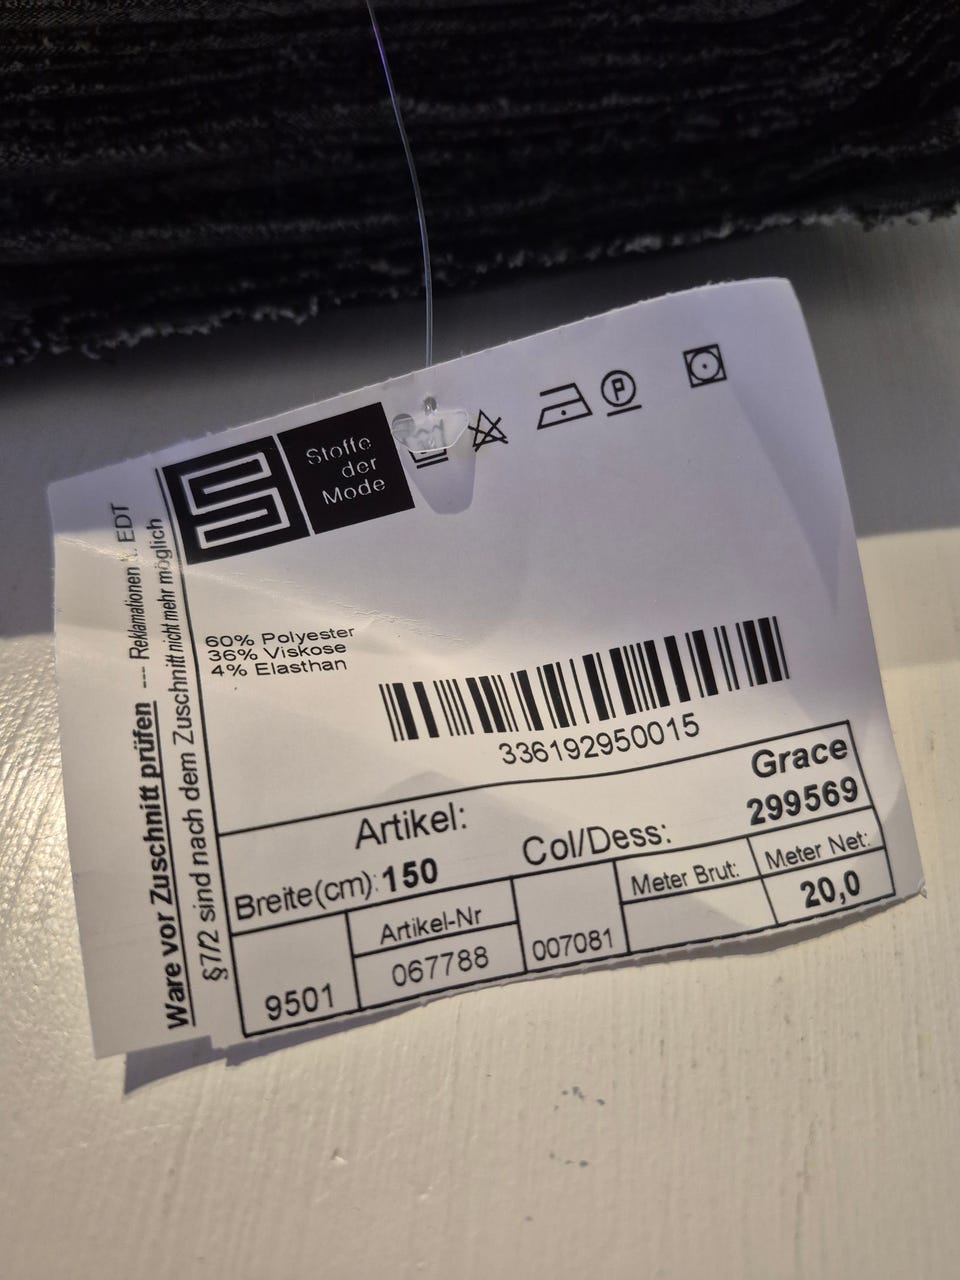 Stoffe
der
Mode
60% Polyester
36% Viskose
4% Elasthan
336192950015
Artikel: Grace
Breite(cm): 150 Col/Dess: 299569
9501 Artikel-Nr 067788 007081 Meter Brut: Meter Net: 20,0
Ware vor Zuschnitt prüfen --- Reklamationen EDT
§7/2 sind nach dem Zuschnitt nicht mehr möglich
P